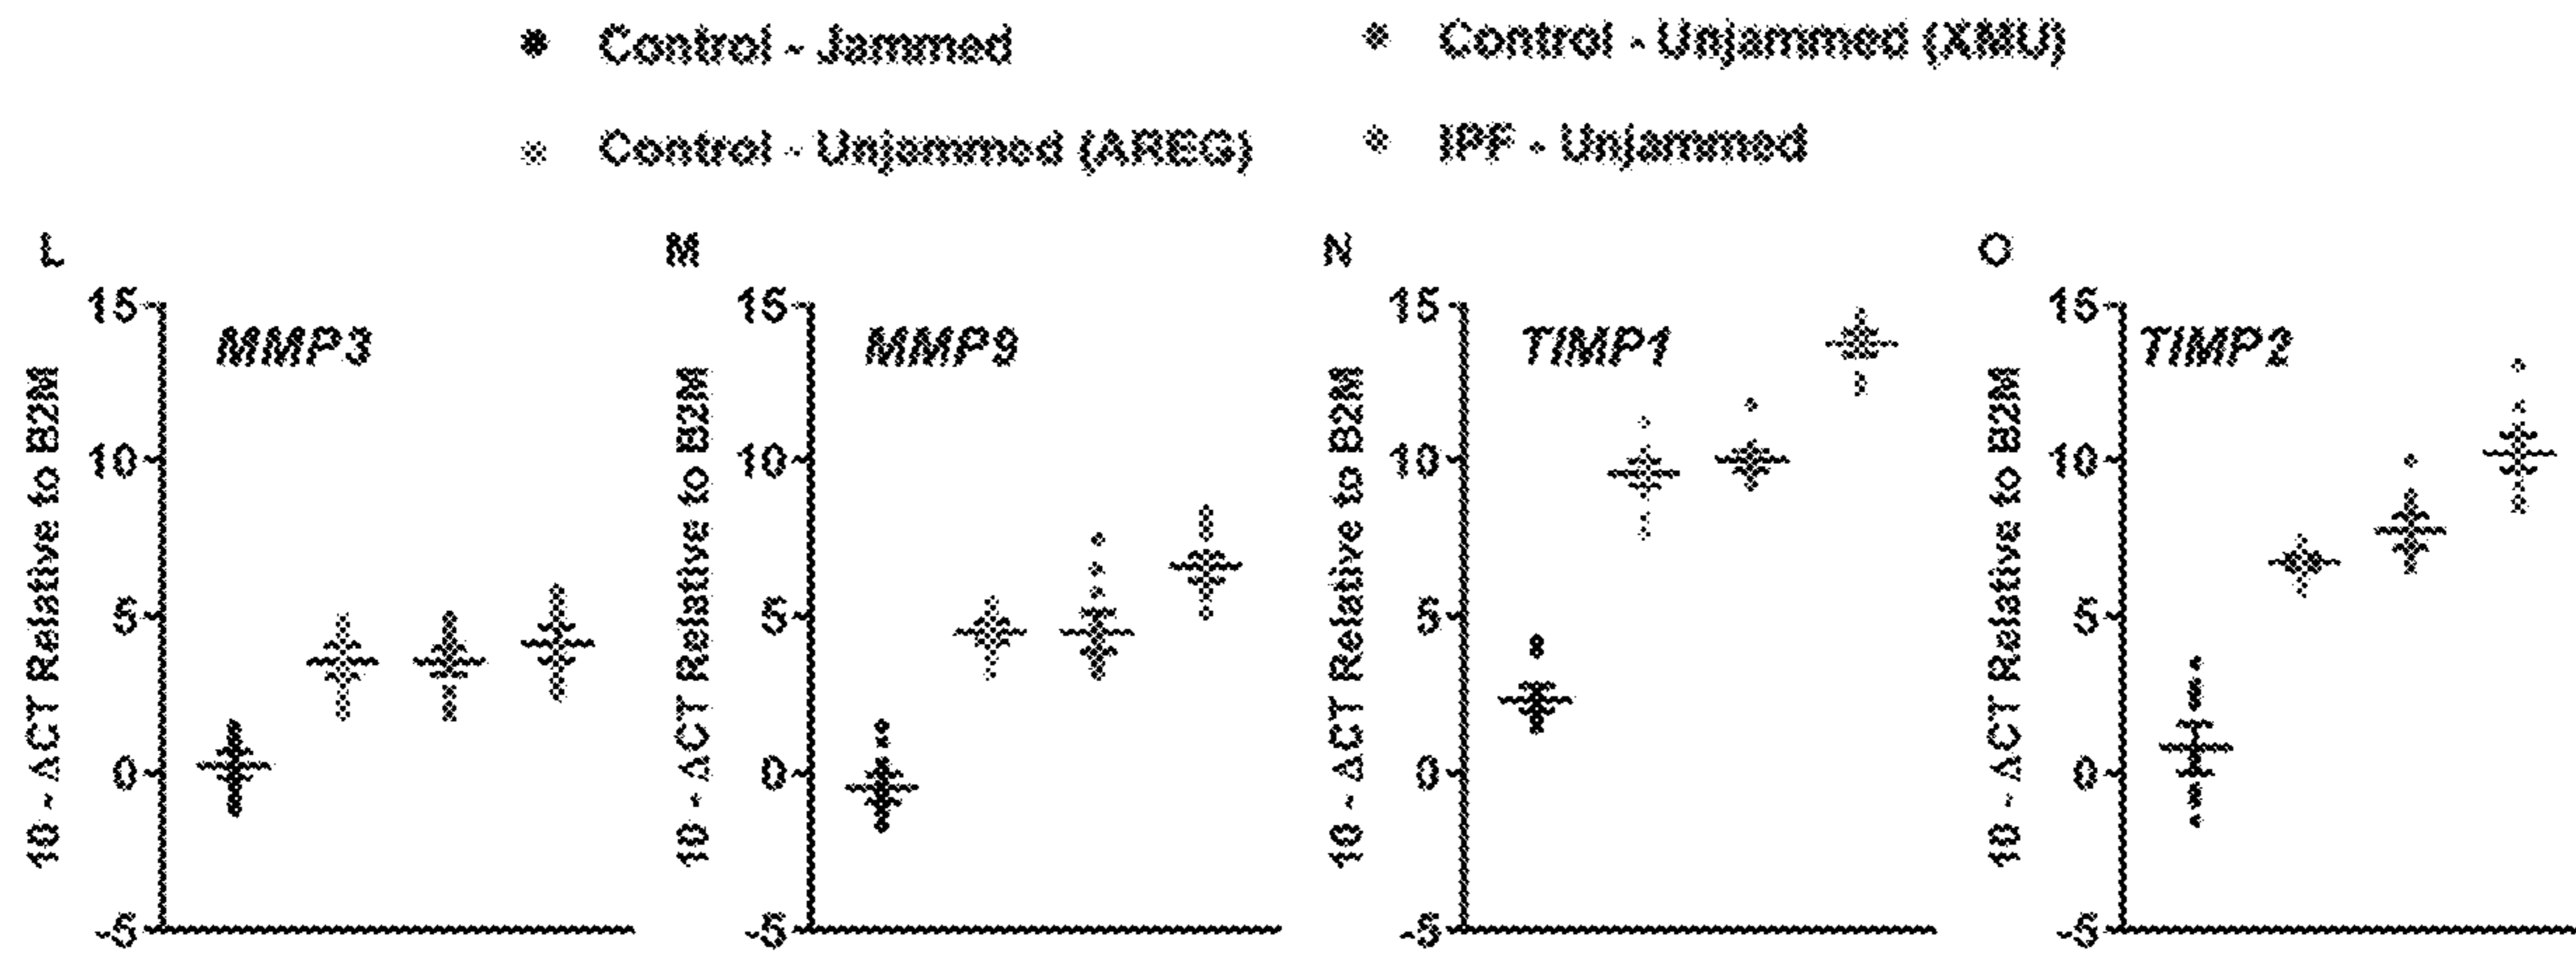 Control - Jammed
Control - Unjammed (XMU)
Control - Unjammed (AREG)
IPF - Unjammed
L
MMP3
10 - ΔCT Relative to B2M
15
10
5
0
-5
M
MMP9
10 - ΔCT Relative to B2M
15
10
5
0
-5
N
TIMP1
10 - ΔCT Relative to B2M
15
10
5
0
-5
O
TIMP2
10 - ΔCT Relative to B2M
15
10
5
0
-5